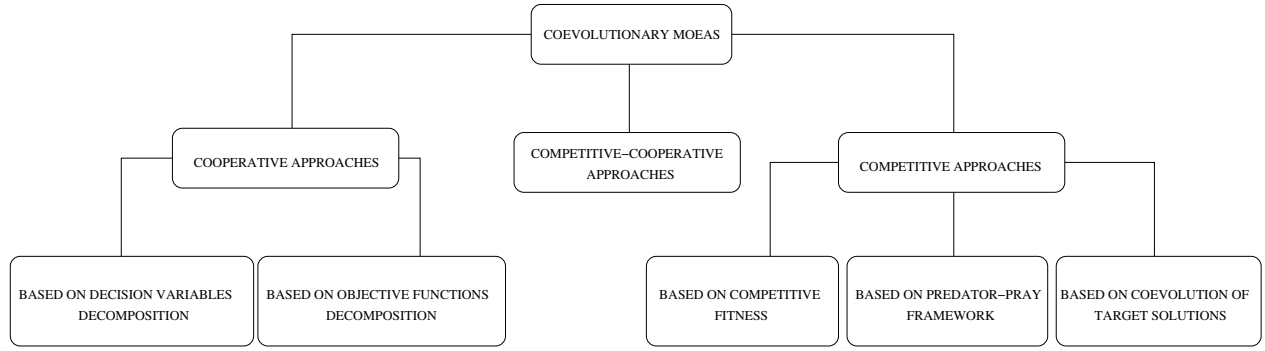 COEVOLUTIONARY MOEAS
COOPERATIVE APPROACHES
COMPETITIVE−COOPERATIVE
APPROACHES
COMPETITIVE APPROACHES
BASED ON DECISION VARIABLES
DECOMPOSITION
BASED ON OBJECTIVE FUNCTIONS
DECOMPOSITION
BASED ON COMPETITIVE
FITNESS
BASED ON PREDATOR−PRAY
FRAMEWORK
BASED ON COEVOLUTION OF
TARGET SOLUTIONS